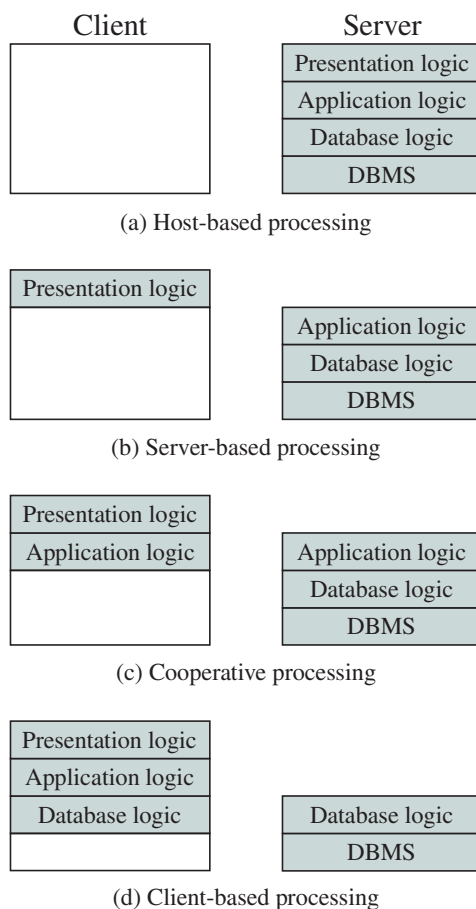 Client
Server
Presentation logic
Application logic
Database logic
DBMS
(a) Host-based processing
Presentation logic
Application logic
Database logic
DBMS
(b) Server-based processing
Presentation logic
Application logic
Application logic
Database logic
DBMS
(c) Cooperative processing
Presentation logic
Application logic
Database logic
Database logic
DBMS
(d) Client-based processing